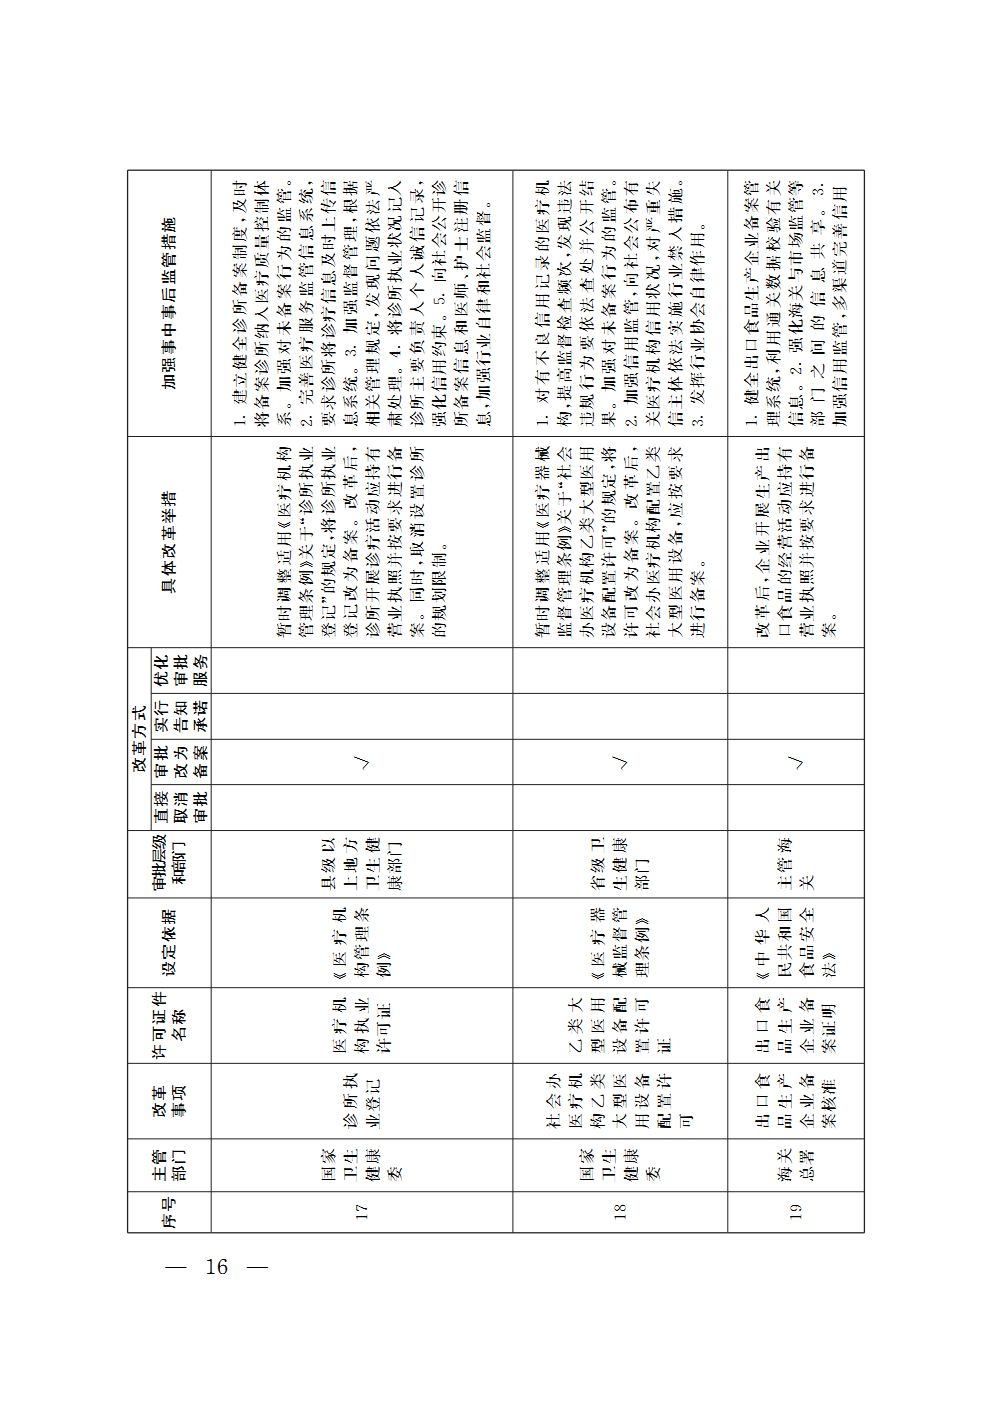 序号
主管
部门
改革
事项
许可证件
名称
设定依据
审批层级
和部门
改革方式
直接
取消
审批
审批
改为
备案
实行
告知
承诺
优化
审批
服务
具体改革举措
加强事中事后监管措施
17
国家
卫生
健康
委
诊所执
业登记
医疗机
构执业
许可证
《医疗机
构管理条
例》
县级以
上地方
卫生健
康部门
√
暂时调整适用《医疗机构
管理条例》关于“诊所执业
登记”的规定,将诊所执业
登记改为备案。改革后,
诊所开展诊疗活动应持有
营业执照并按要求进行备
案。同时,取消设置诊所
的规划限制。
1. 建立健全诊所备案制度,及时
将备案诊所纳入医疗质量控制体
系。加强对未备案行为的监管。
2. 完善医疗服务监管信息系统,
要求诊所将诊疗信息及时上传信
息系统。3. 加强监督管理,根据
相关管理规定,发现问题依法严
肃处理。4. 将诊所执业状况记入
诊所主要负责人个人诚信记录,
强化信用约束。5. 向社会公开诊
所备案信息和医师、护士注册信
息,加强行业自律和社会监督。
18
国家
卫生
健康
委
社会办
医疗机
构乙类
大型医
用设备
配置许
可
乙类大
型医用
设备配
置许可
证
《医疗器
械监督管
理条例》
省级卫
生健康
部门
√
暂时调整适用《医疗器械
监督管理条例》关于“社会
办医疗机构乙类大型医用
设备配置许可”的规定,将
许可改为备案。改革后,
社会办医疗机构配置乙类
大型医用设备,应按要求
进行备案。
1. 对有不良信用记录的医疗机
构,提高监督检查频次,发现违法
违规行为要依法查处并公开结
果。加强对未备案行为的监管。
2. 加强信用监管,向社会公布有
关医疗机构信用状况,对严重失
信主体依法实施行业禁入措施。
3. 发挥行业协会自律作用。
19
海关
总署
出口食
品生产
企业备
案核准
出口食
品生产
企业备
案证明
《中华人
民共和国
食品安全
法》
主管海
关
√
改革后,企业开展生产出
口食品的经营活动应持有
营业执照并按要求进行备
案。
1. 健全出口食品生产企业备案管
理系统,利用通关数据校验有关
信息。2. 强化海关与市场监管等
部门之间的信息共享。3.
加强信用监管,多渠道完善信用
— 16 —